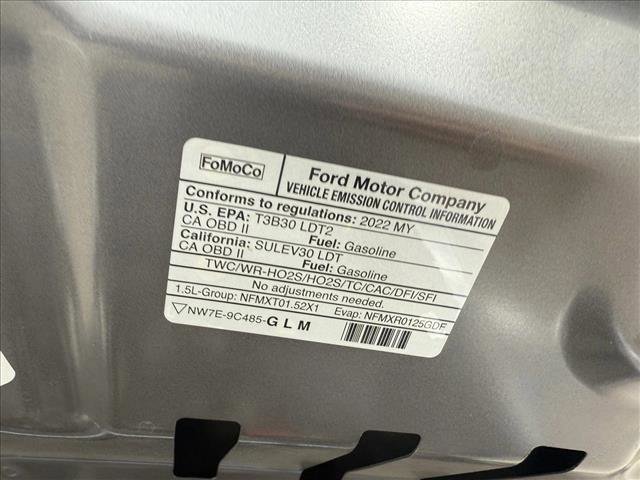 FoMoCo
Ford Motor Company
VEHICLE EMISSION CONTROL INFORMATION
Conforms to regulations: 2022 MY
U.S. EPA: T3B30 LDT2
CA OBD II Fuel: Gasoline
California: SULEV30 LDT
CA OBD II Fuel: Gasoline
TWC/WR-HO2S/HO2S/TC/CAC/DFI/SFI
No adjustments needed.
1.5L-Group: NFMXT01.52X1 Evap: NFMXR0125GDF
NW7E-9C485-GLM